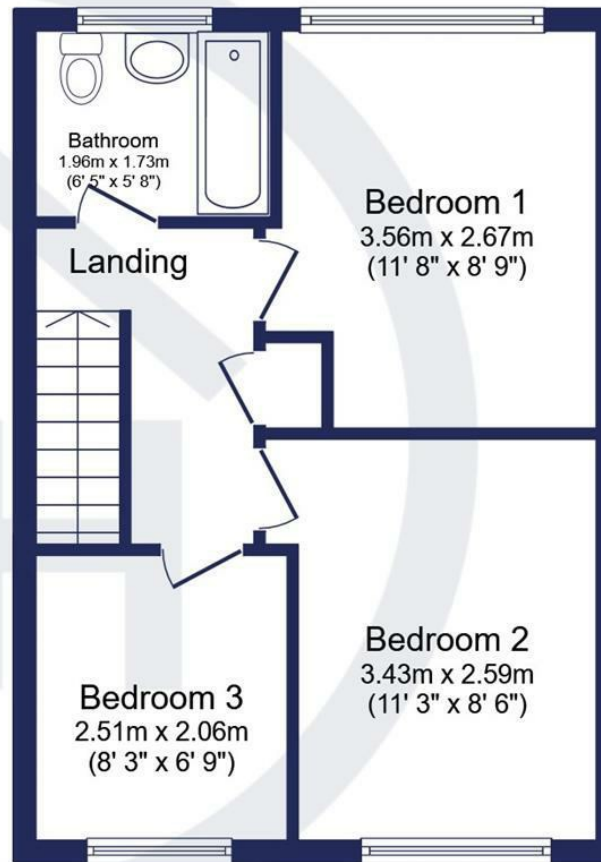 Bathroom
1.96m x 1.73m
(6' 5" x 5' 8")
Bedroom 1
3.56m x 2.67m
(11' 8" x 8' 9")
Landing
Bedroom 2
3.43m x 2.59m
(11' 3" x 8' 6")
Bedroom 3
2.51m x 2.06m
(8' 3" x 6' 9")